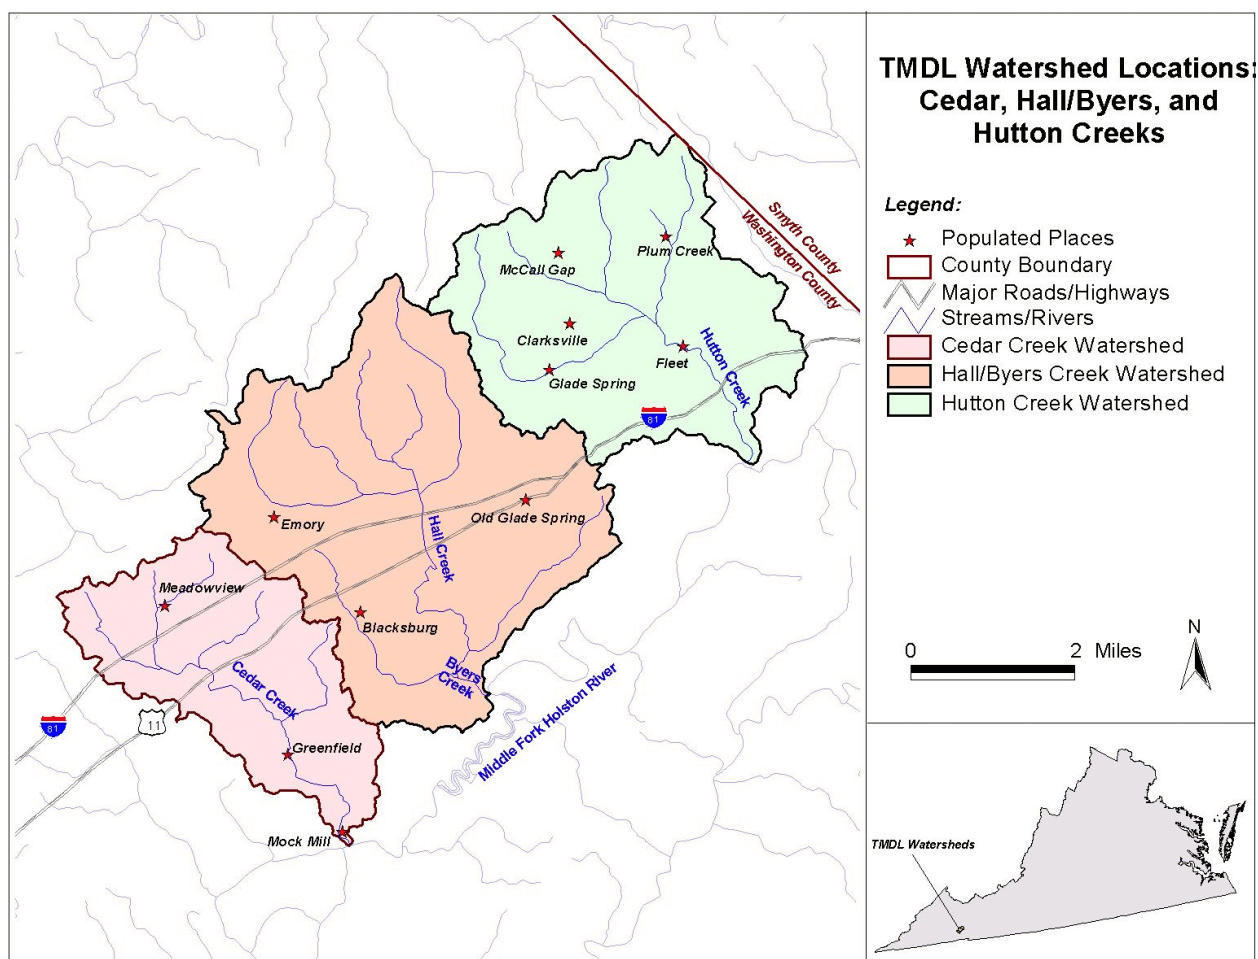 TMDL Watershed Locations:
Cedar, Hall/Byers, and
Hutton Creeks
Legend:
Populated Places
County Boundary
Major Roads/Highways
Streams/Rivers
Cedar Creek Watershed
Hall/Byers Creek Watershed
Hutton Creek Watershed
Smyth County
Washington County
McCall Gap
Plum Creek
Clarksville
Fleet
Hutton Creek
Glade Spring
81
Old Glade Spring
Emory
Hall Creek
Meadowview
Blacksburg
Byers
Creek
Cedar Creek
Middle Fork Holston River
81
11
Greenfield
Mock Mill
0 2 Miles
N
TMDL Watersheds